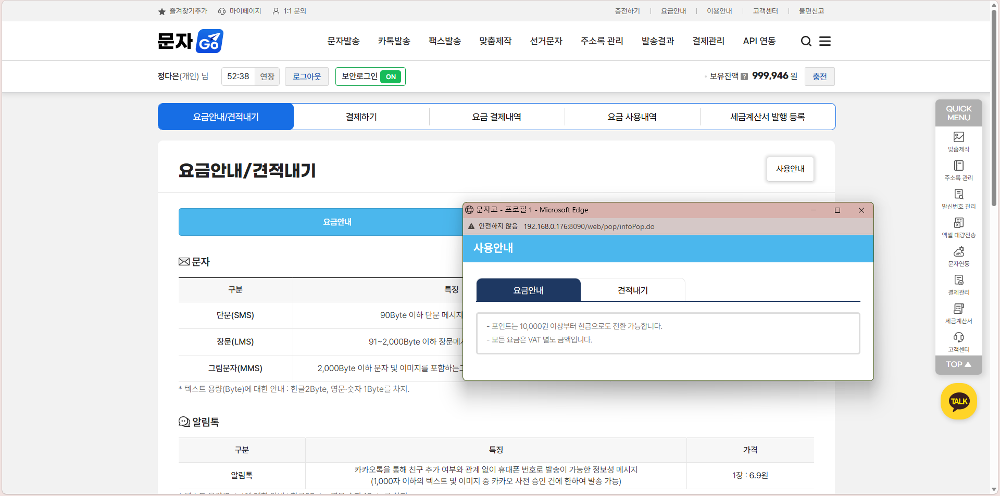 즐겨찾기추가 마이페이지 1:1 문의 충전하기 요금안내 이용안내 고객센터 불편신고
문자 Go 문자발송 카톡발송 팩스발송 맞춤제작 선거문자 주소록 관리 발송결과 결제관리 API 연동
정다은(개인) 님 52:38 연장 로그아웃 보안로그인 ON 보유잔액 ? 999,946 원 충전
요금안내/견적내기 결제하기 요금 결제내역 요금 사용내역 세금계산서 발행 등록
요금안내/견적내기 사용안내
요금안내
문자
구분 특징
단문(SMS) 90Byte 이하 단문 메시지
장문(LMS) 91~2,000Byte 이하 장문메
그림문자(MMS) 2,000Byte 이하 문자 및 이미지를 포함하는
* 텍스트 용량(Byte)에 대한 안내 : 한글2Byte, 영문·숫자 1Byte를 차지.
알림톡
구분 특징 가격
알림톡 카카오톡을 통해 친구 추가 여부와 관계 없이 휴대폰 번호로 발송이 가능한 정보성 메시지
(1,000자 이하의 텍스트 및 이미지 중 카카오 사전 승인 건에 한하여 발송 가능) 1장 : 6.9원
문자고 - 프로필 1 - Microsoft Edge
안전하지 않음 192.168.0.176:8090/web/pop/infoPop.do
사용안내
요금안내 견적내기
- 포인트는 10,000원 이상부터 현금으로도 전환 가능합니다.
- 모든 요금은 VAT 별도 금액입니다.
QUICK
MENU
맞춤제작
주소록 관리
발신번호 관리
엑셀 대량전송
API
문자연동
결제관리
세금계산서
고객센터
TOP
TALK